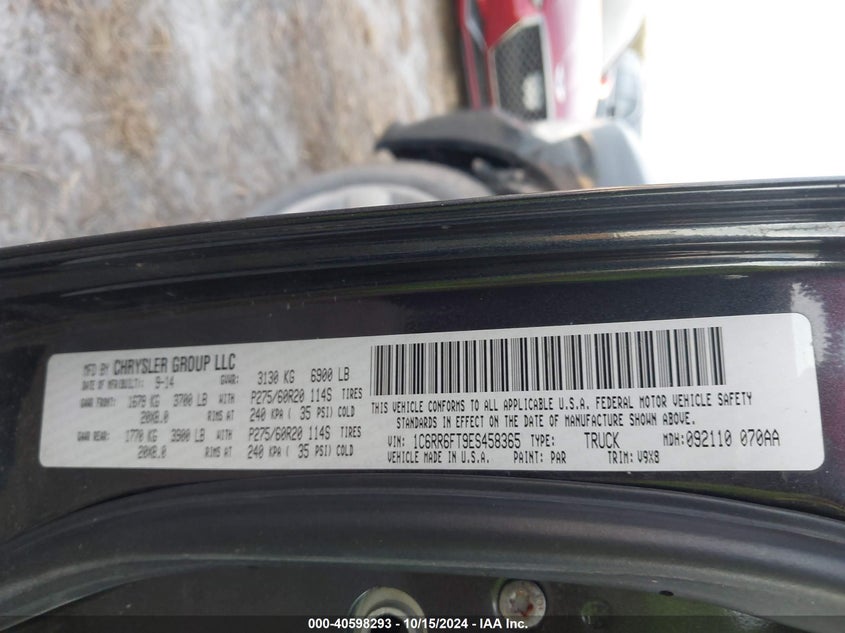 MFD BY CHRYSLER GROUP LLC
DATE OF MFR(BUILT): 9-14 GVWR: 3130 KG 6900 LB
GAWR FRONT: 1679 KG 3700 LB WITH P275/60R20 114S TIRES
20X8.0 RIMS AT 240 KPA ( 35 PSI) COLD
GAWR REAR: 1770 KG 3900 LB WITH P275/60R20 114S TIRES
20X8.0 RIMS AT 240 KPA ( 35 PSI) COLD
THIS VEHICLE CONFORMS TO ALL APPLICABLE U.S.A. FEDERAL MOTOR VEHICLE SAFETY
STANDARDS IN EFFECT ON THE DATE OF MANUFACTURE SHOWN ABOVE.
VIN: 1C6RR6FT9ES458365 TYPE: TRUCK MDH: 092110 070AA
VEHICLE MADE IN U.S.A. PAINT: PAR TRIM: V9X8
000-40598293 - 10/15/2024 - IAA Inc.